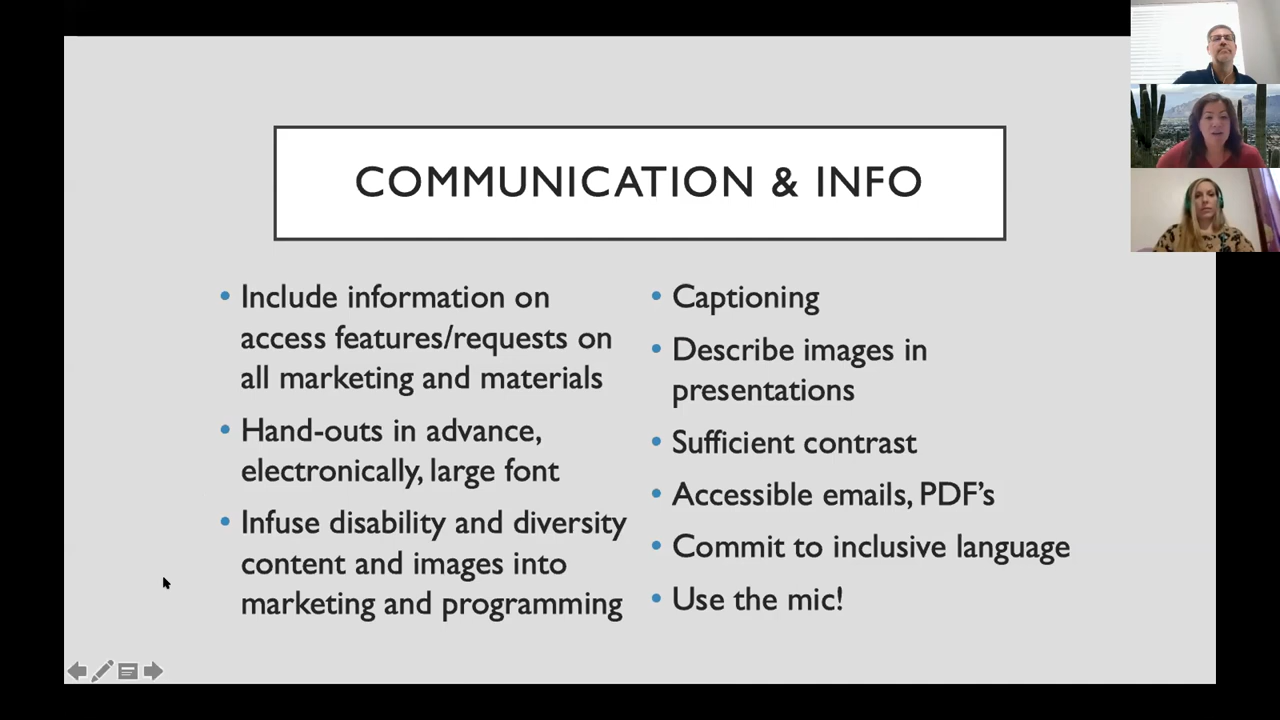 COMMUNICATION & INFO
Include information on
access features/requests on
all marketing and materials
Hand-outs in advance,
electronically, large font
Infuse disability and diversity
content and images into
marketing and programming
Captioning
Describe images in
presentations
Sufficient contrast
Accessible emails, PDF's
Commit to inclusive language
Use the mic!